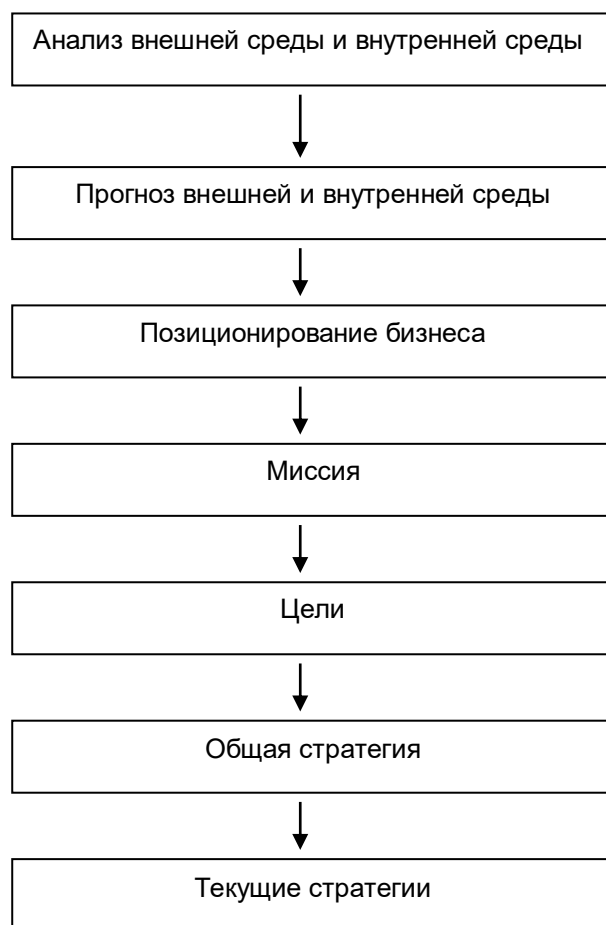 Анализ внешней среды и внутренней среды
Прогноз внешней и внутренней среды
Позиционирование бизнеса
Миссия
Цели
Общая стратегия
Текущие стратегии